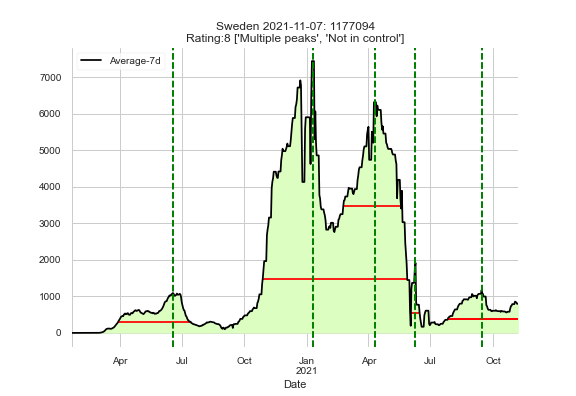 Sweden 2021-11-07: 1177094
Rating:8 ['Multiple peaks', 'Not in control']
Average-7d
7000
6000
5000
4000
3000
2000
1000
0
Apr Jul Oct Jan Apr Jul Oct
2021
Date